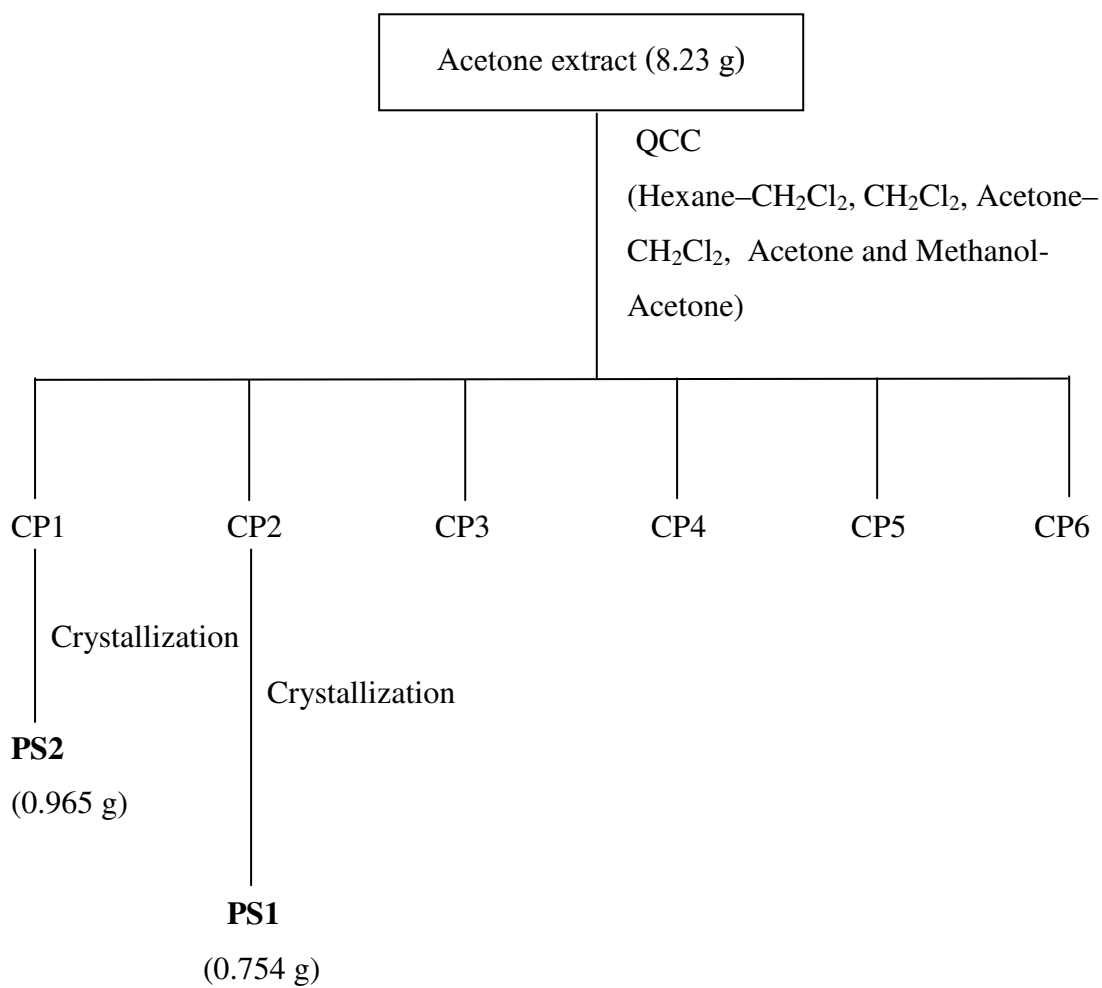 Acetone extract (8.23 g)
QCC
(Hexane–CH₂Cl₂, CH₂Cl₂, Acetone–
CH₂Cl₂, Acetone and Methanol-
Acetone)
CP1
CP2
CP3
CP4
CP5
CP6
Crystallization
Crystallization
PS2
(0.965 g)
PS1
(0.754 g)